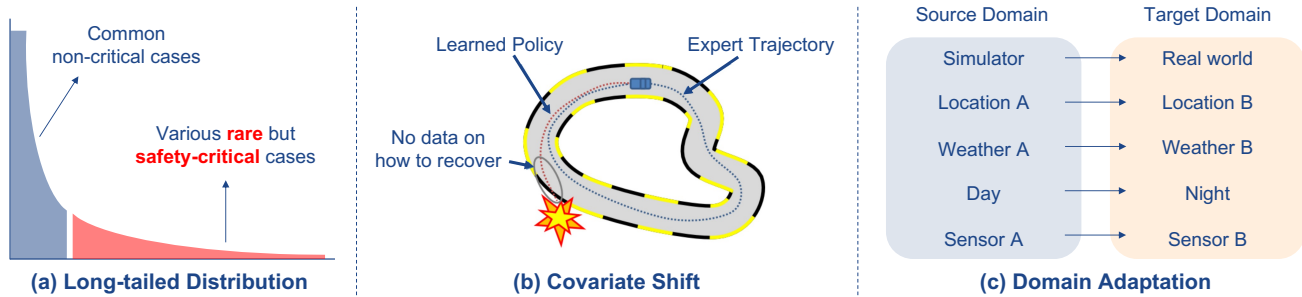 Common
non-critical cases
Various rare but
safety-critical cases
(a) Long-tailed Distribution
Learned Policy
Expert Trajectory
No data on
how to recover
(b) Covariate Shift
Source Domain
Target Domain
Simulator
Real world
Location A
Location B
Weather A
Weather B
Day
Night
Sensor A
Sensor B
(c) Domain Adaptation